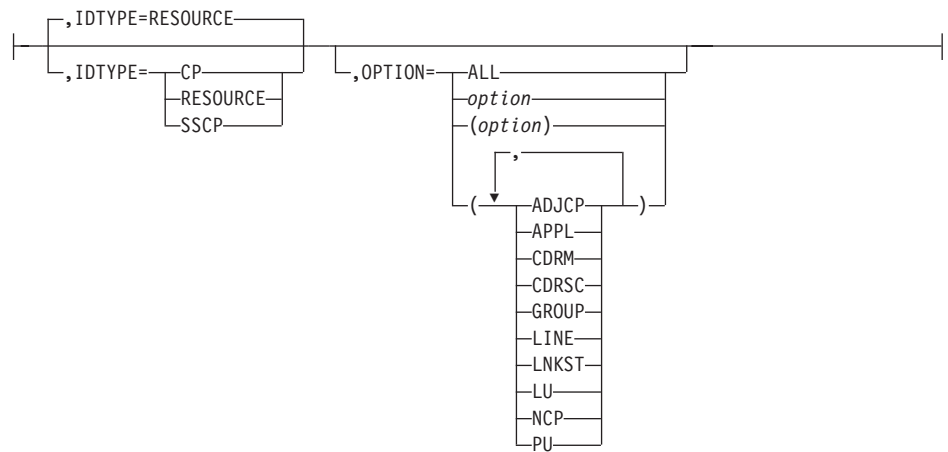 ,IDTYPE=RESOURCE
,IDTYPE= CP ,OPTION= ALL
RESOURCE option
SSCP (option)
,
( ADJCP )
APPL
CDRM
CDRSC
GROUP
LINE
LNKST
LU
NCP
PU